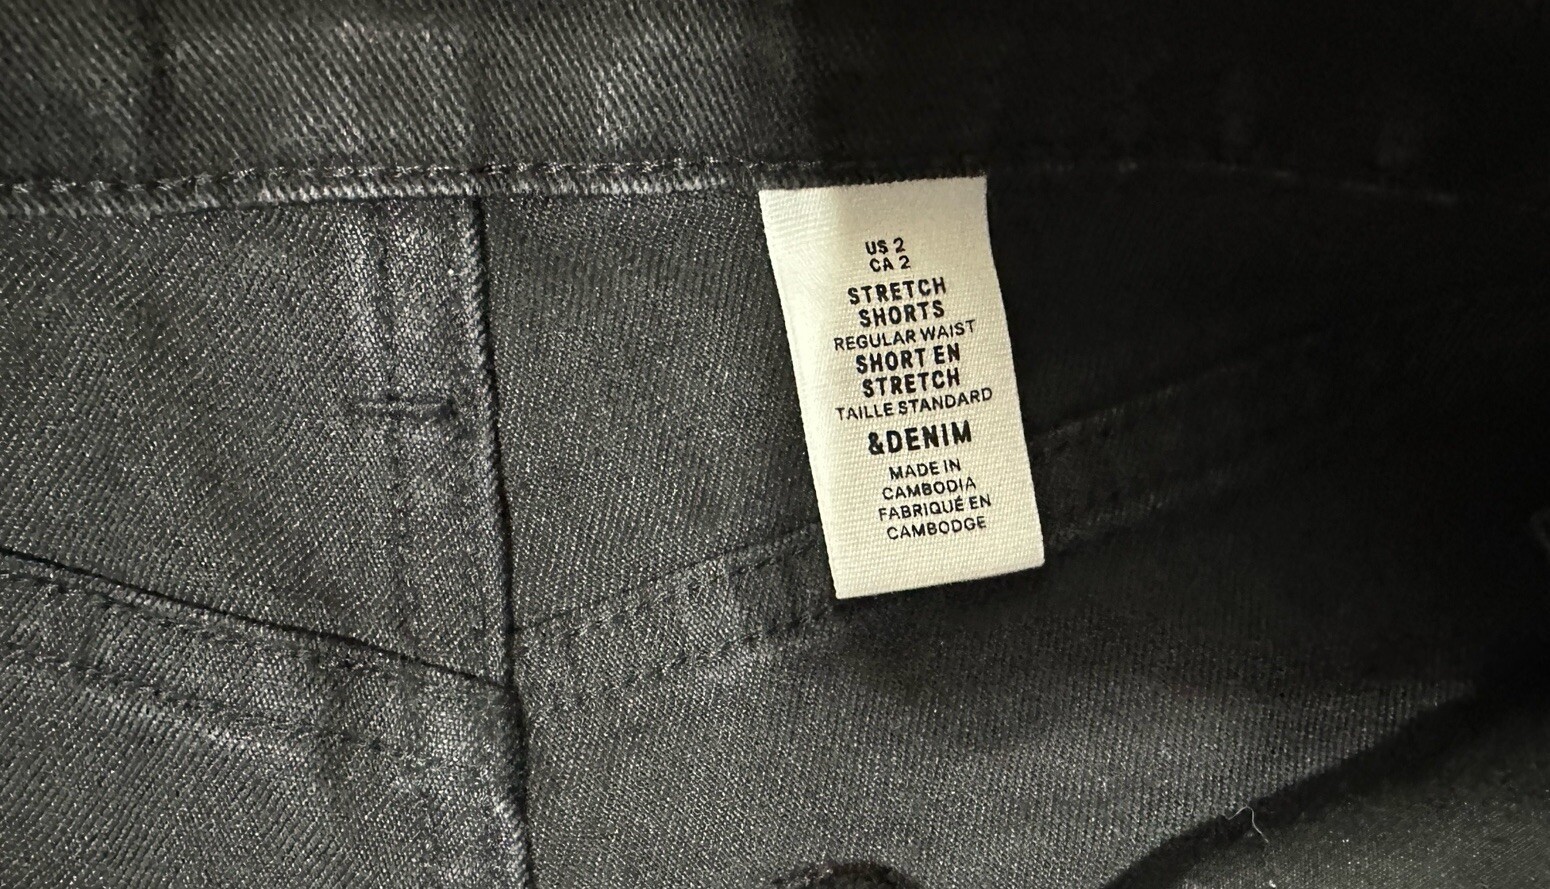 US 2
CA 2
STRETCH
SHORTS
REGULAR WAIST
SHORT EN
STRETCH
TAILLE STANDARD
&DENIM
MADE IN
CAMBODIA
FABRIQUÉ EN
CAMBODGE